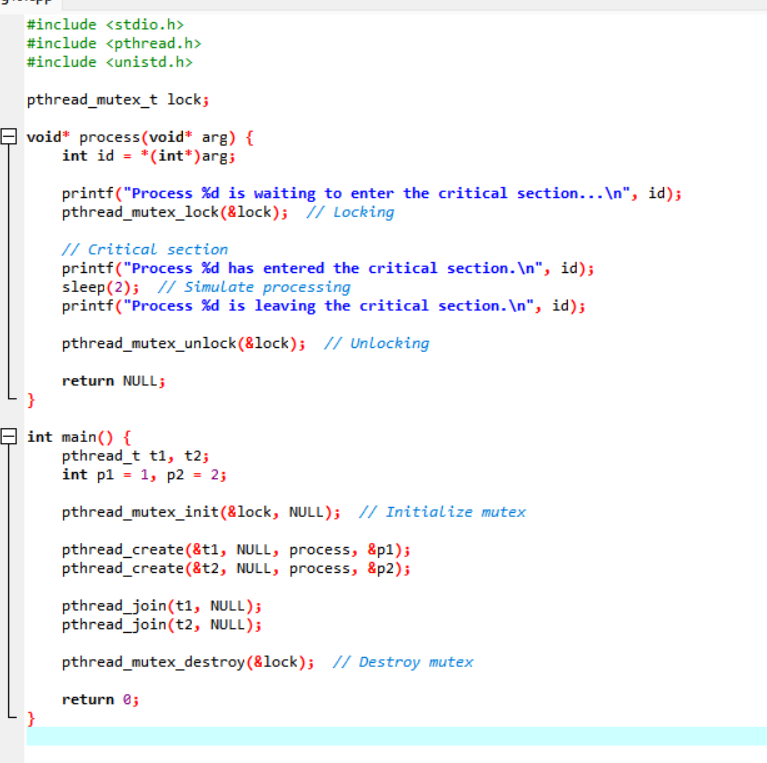 #include <stdio.h>
#include <pthread.h>
#include <unistd.h>
pthread_mutex_t lock;
void* process(void* arg) {
    int id = *(int*)arg;
    printf("Process %d is waiting to enter the critical section...\n", id);
    pthread_mutex_lock(&lock);  // Locking
    // Critical section
    printf("Process %d has entered the critical section.\n", id);
    sleep(2);  // Simulate processing
    printf("Process %d is leaving the critical section.\n", id);
    pthread_mutex_unlock(&lock);  // Unlocking
    return NULL;
}
int main() {
    pthread_t t1, t2;
    int p1 = 1, p2 = 2;
    pthread_mutex_init(&lock, NULL);  // Initialize mutex
    pthread_create(&t1, NULL, process, &p1);
    pthread_create(&t2, NULL, process, &p2);
    pthread_join(t1, NULL);
    pthread_join(t2, NULL);
    pthread_mutex_destroy(&lock);  // Destroy mutex
    return 0;
}